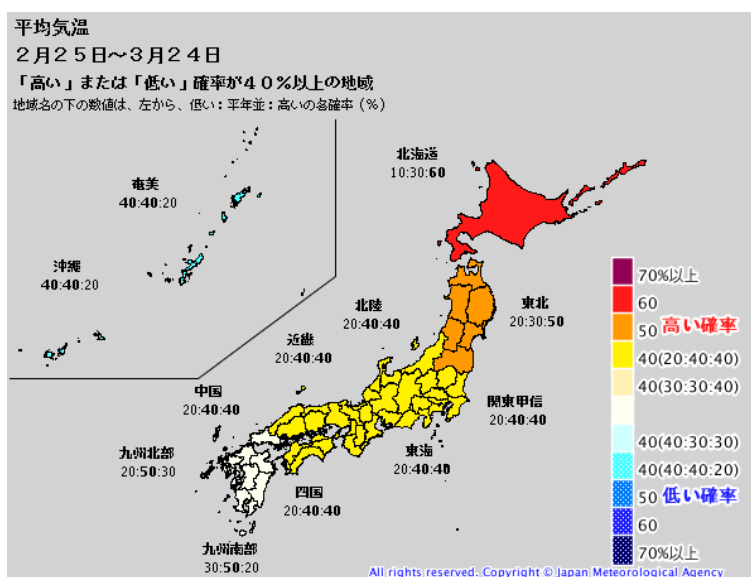 平均気温
２月２５日～３月２４日
「高い」または「低い」確率が４０％以上の地域
地域名の下の数値は、左から、低い：平年並：高いの各確率（％）
北海道
10:30:60
奄美
40:40:20
沖縄
40:40:20
東北
20:30:50
北陸
20:40:40
近畿
20:40:40
中国
20:40:40
関東甲信
20:40:40
九州北部
20:50:30
東海
20:40:40
四国
20:40:40
九州南部
30:50:20
70%以上
60
50 高い確率
40(20:40:40)
40(30:30:40)
40(40:30:30)
40(40:40:20)
50 低い確率
60
70%以上
All rights reserved. Copyright © Japan Meteorological Agency